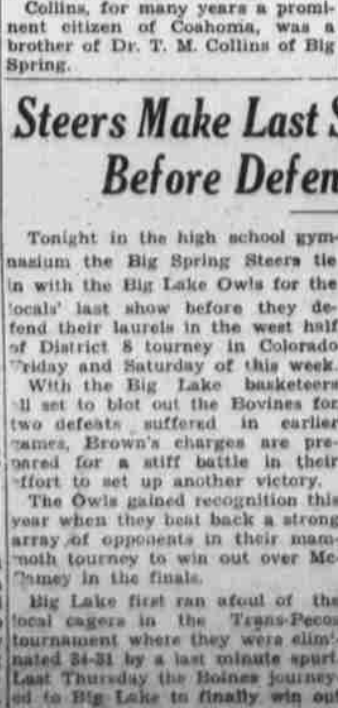 Collins, for many years a promi-
nent citizen of Coahoma, was a
brother of Dr. T. M. Collins of Big
Spring.
Steers Make Last S
Before Defen
Tonight in the high school gym-
nasium the Big Spring Steers tie
in with the Big Lake Owls for the
locals' last show before they de-
fend their laurels in the west half
of District 8 tourney in Colorado
Friday and Saturday of this week.
With the Big Lake basketeers
all set to blot out the Bovines for
two defeats suffered in earlier
games, Brown's charges are pre-
pared for a stiff battle in their
effort to set up another victory.
The Owls gained recognition this
year when they beat back a strong
array of opponents in their mam-
moth tourney to win out over Mc-
Camey in the finals.
Big Lake first ran afoul of the
local cagers in the Trans-Pecos
tournament where they were elimi-
nated 34-31 by a last minute spurt.
Last Thursday the Boines journey-
ed to Big Lake to finally win out